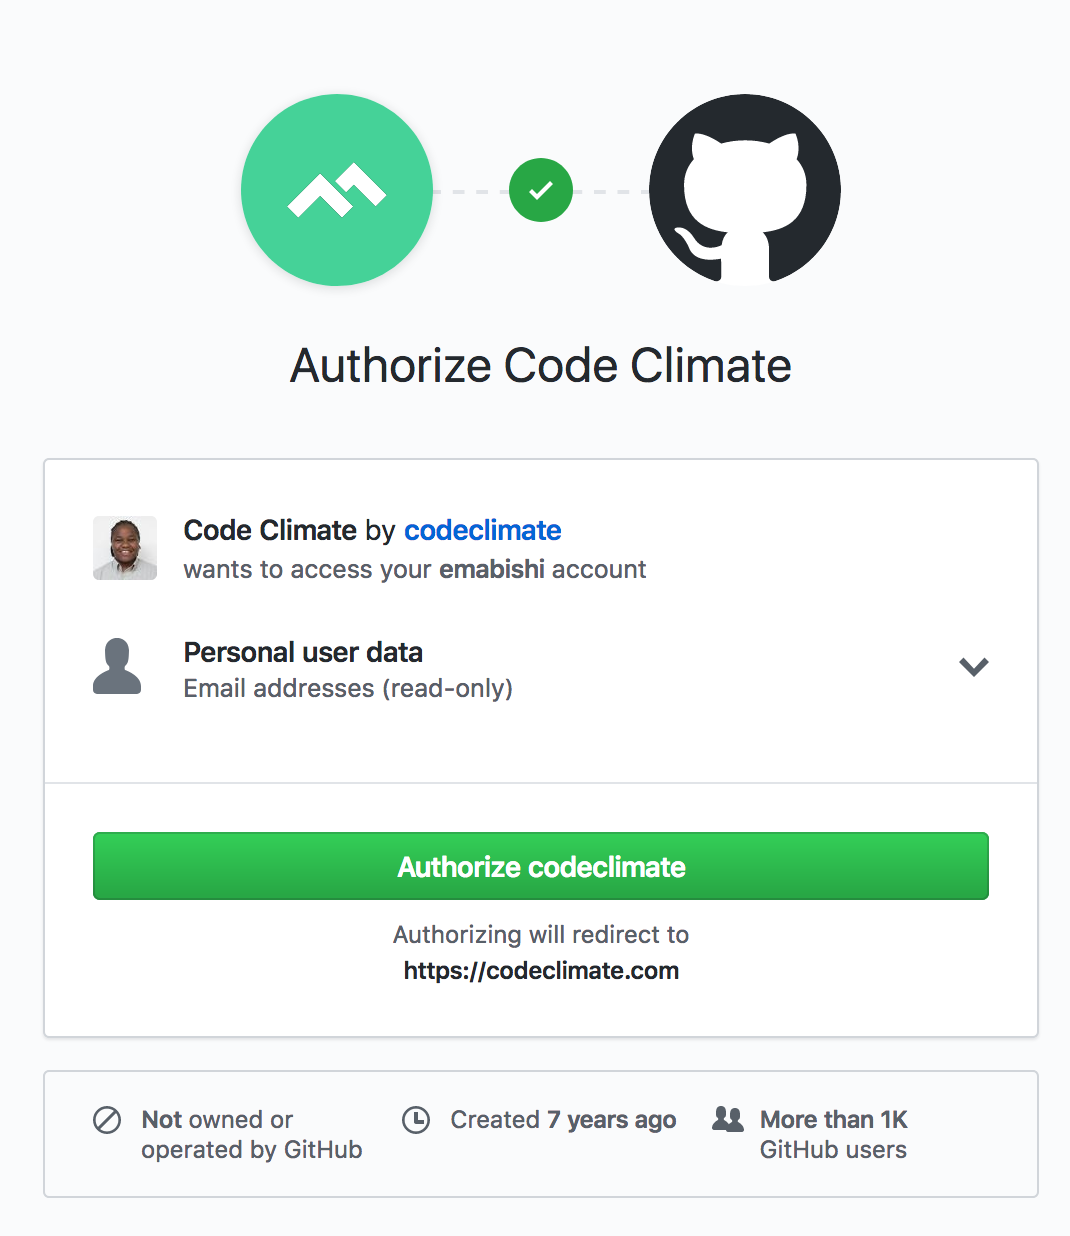 Authorize Code Climate
Code Climate by codeclimate
wants to access your emabishi account
Personal user data
Email addresses (read-only)
Authorize codeclimate
Authorizing will redirect to
https://codeclimate.com
Not owned or
operated by GitHub
Created 7 years ago
More than 1K
GitHub users